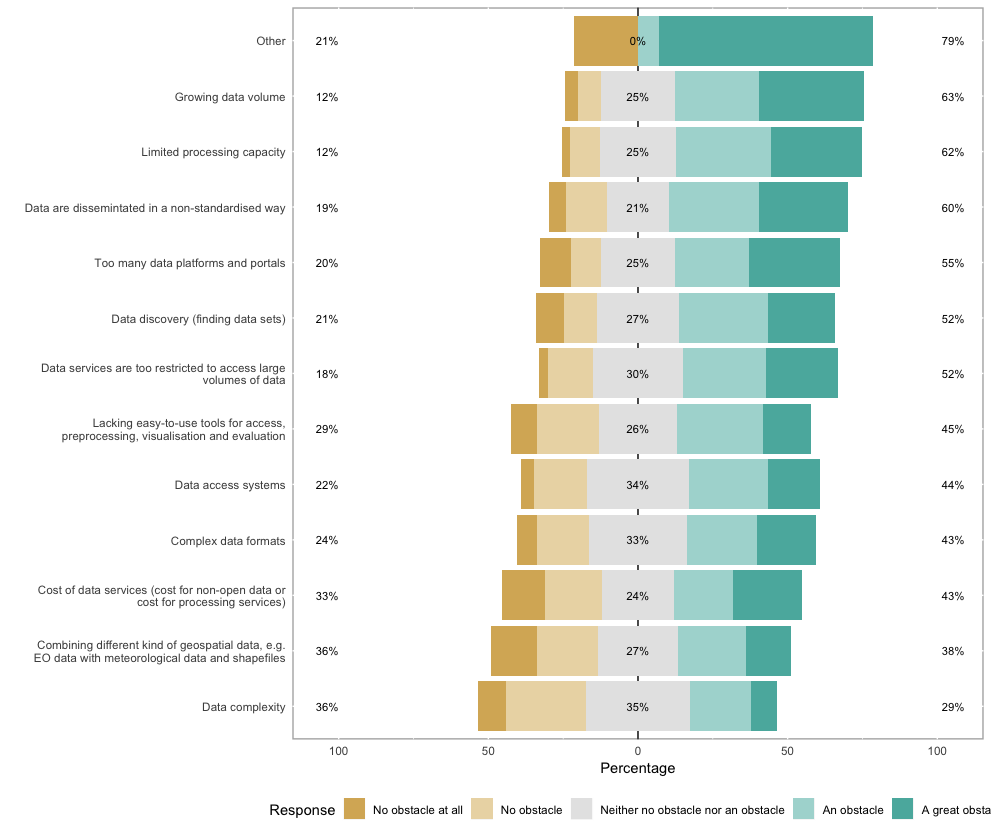 Other 21% 0% 79%
Growing data volume 12% 25% 63%
Limited processing capacity 12% 25% 62%
Data are dissemintated in a non-standardised way 19% 21% 60%
Too many data platforms and portals 20% 25% 55%
Data discovery (finding data sets) 21% 27% 52%
Data services are too restricted to access large
volumes of data 18% 30% 52%
Lacking easy-to-use tools for access,
preprocessing, visualisation and evaluation 29% 26% 45%
Data access systems 22% 34% 44%
Complex data formats 24% 33% 43%
Cost of data services (cost for non-open data or
cost for processing services) 33% 24% 43%
Combining different kind of geospatial data, e.g.
EO data with meteorological data and shapefiles 36% 27% 38%
Data complexity 36% 35% 29%
100 50 0 50 100
Percentage
Response No obstacle at all No obstacle Neither no obstacle nor an obstacle An obstacle A great obsta